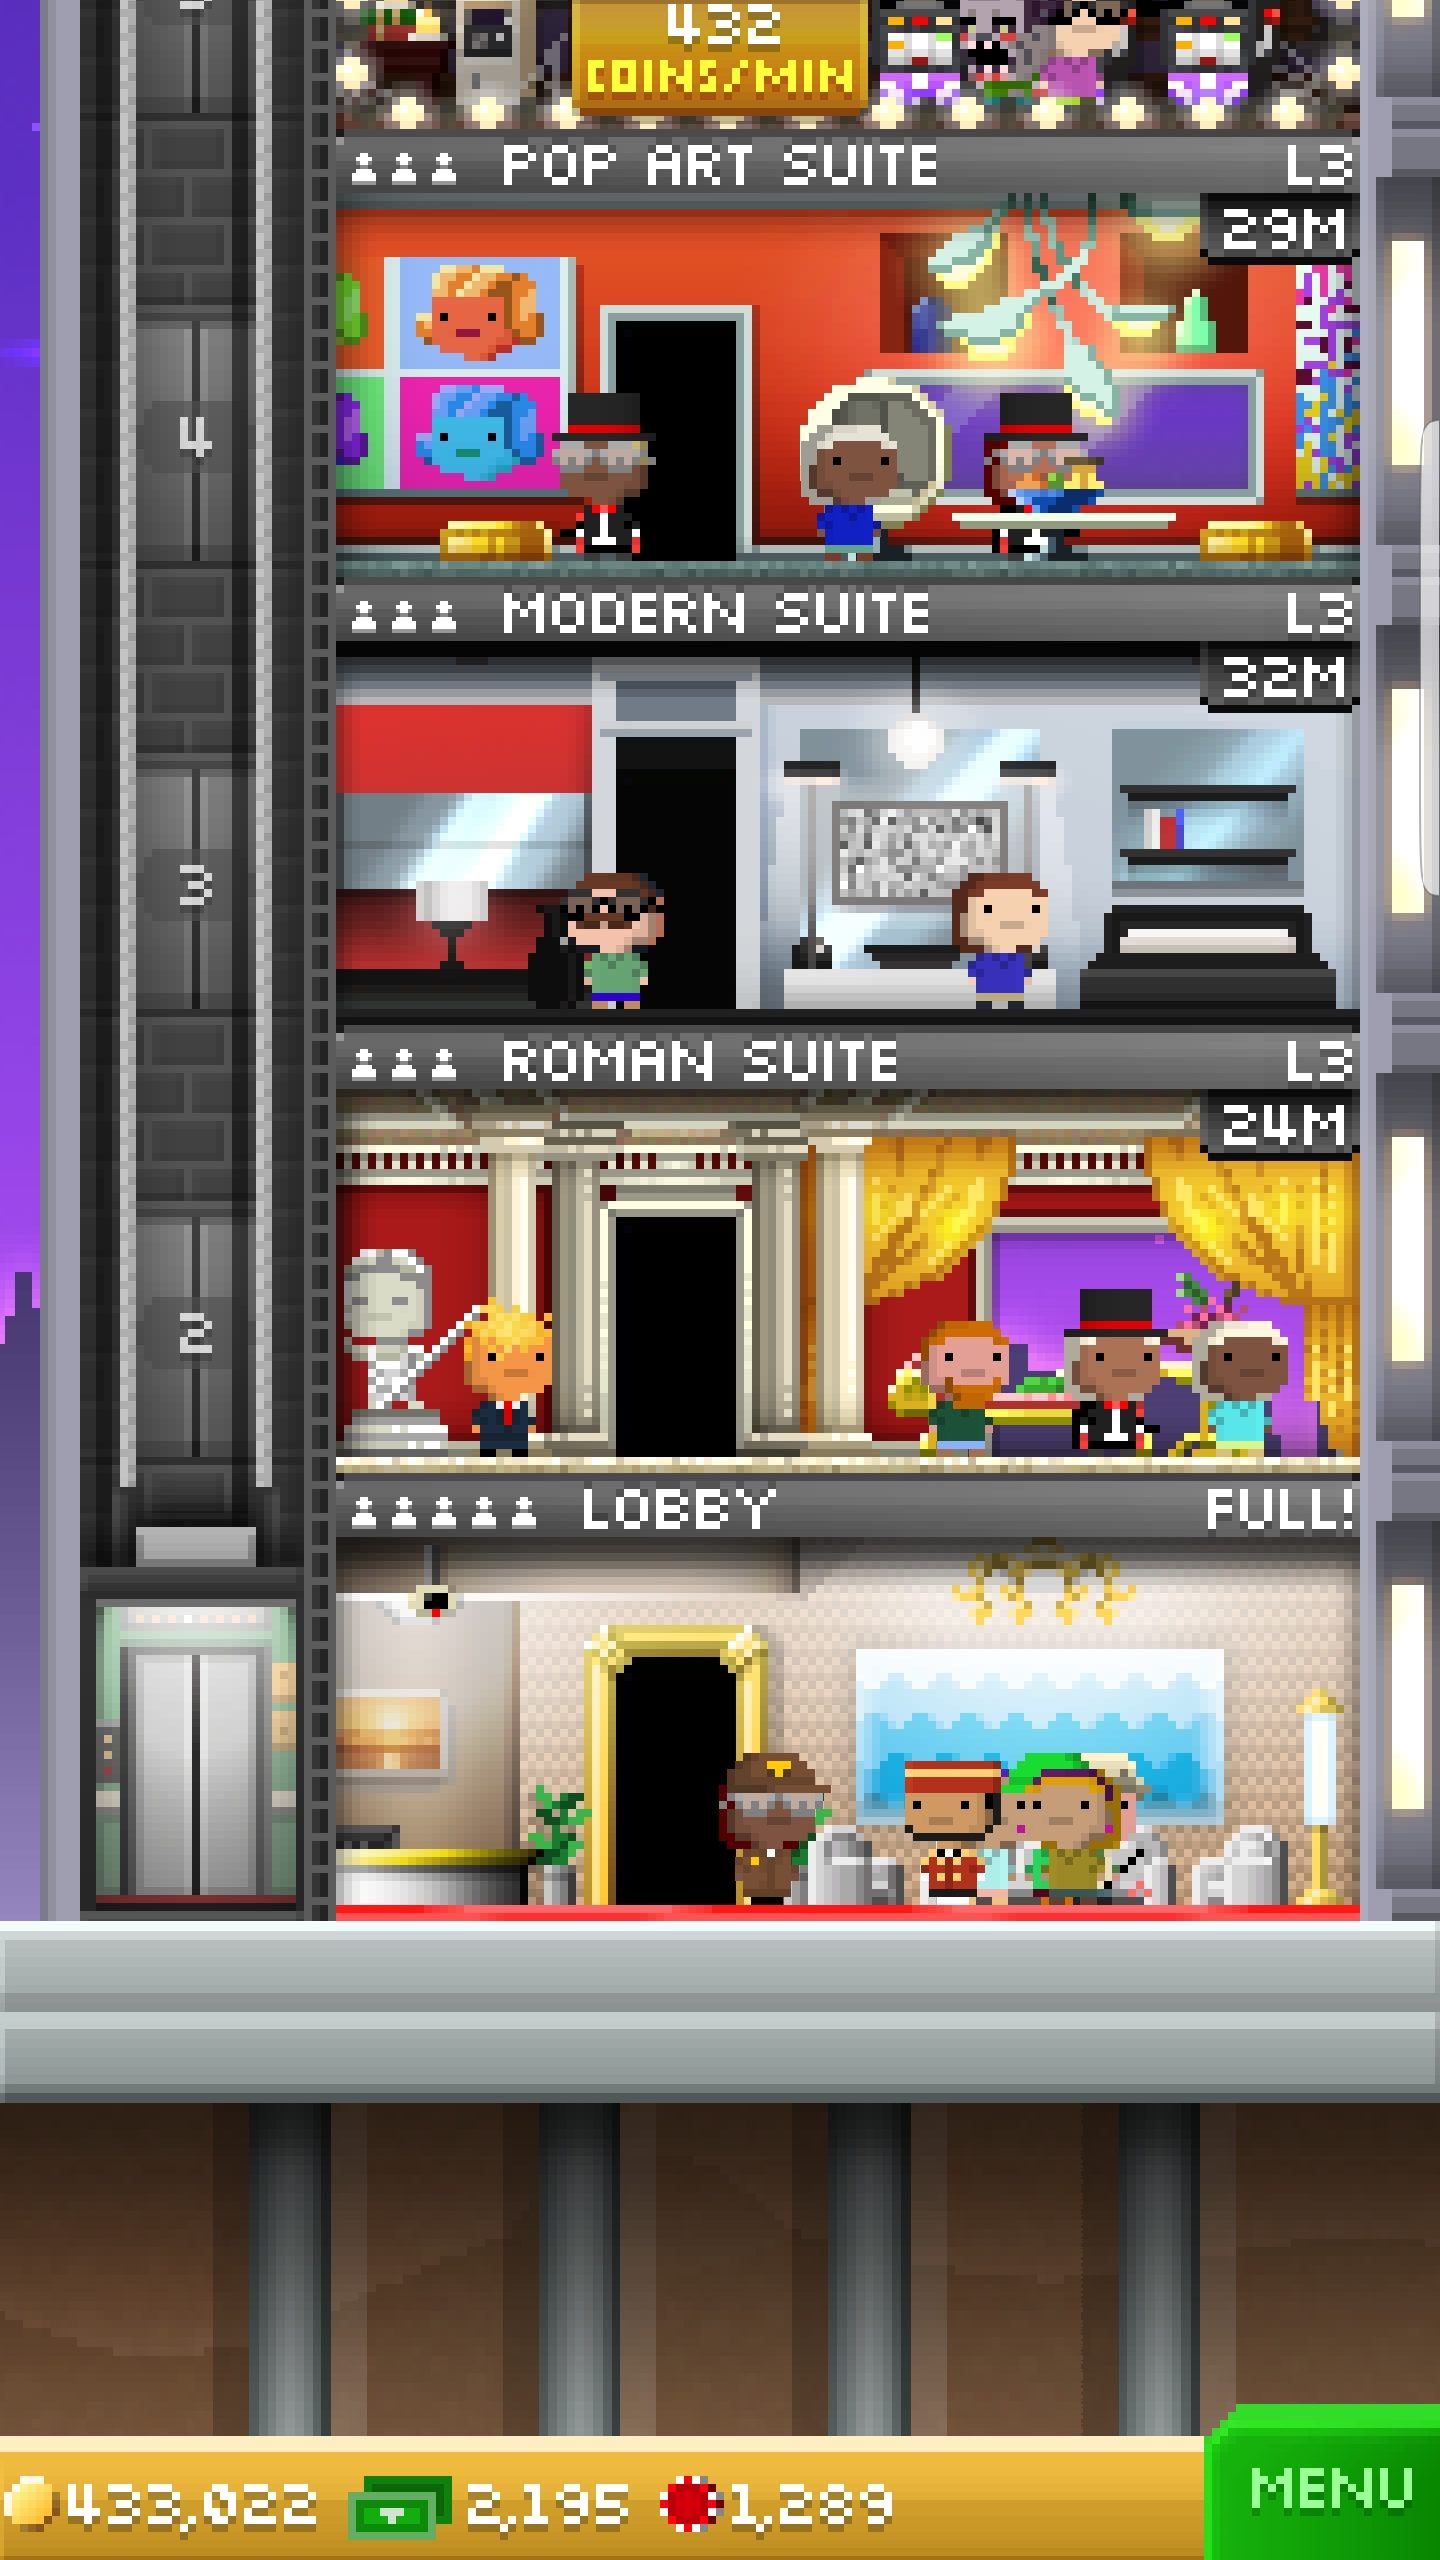 432
COINS/MIN
POP ART SUITE L3
29M
4
MODERN SUITE L3
32M
3
ROMAN SUITE L3
24M
2
LOBBY FULL!
433,022 2,195 1,289
MENU